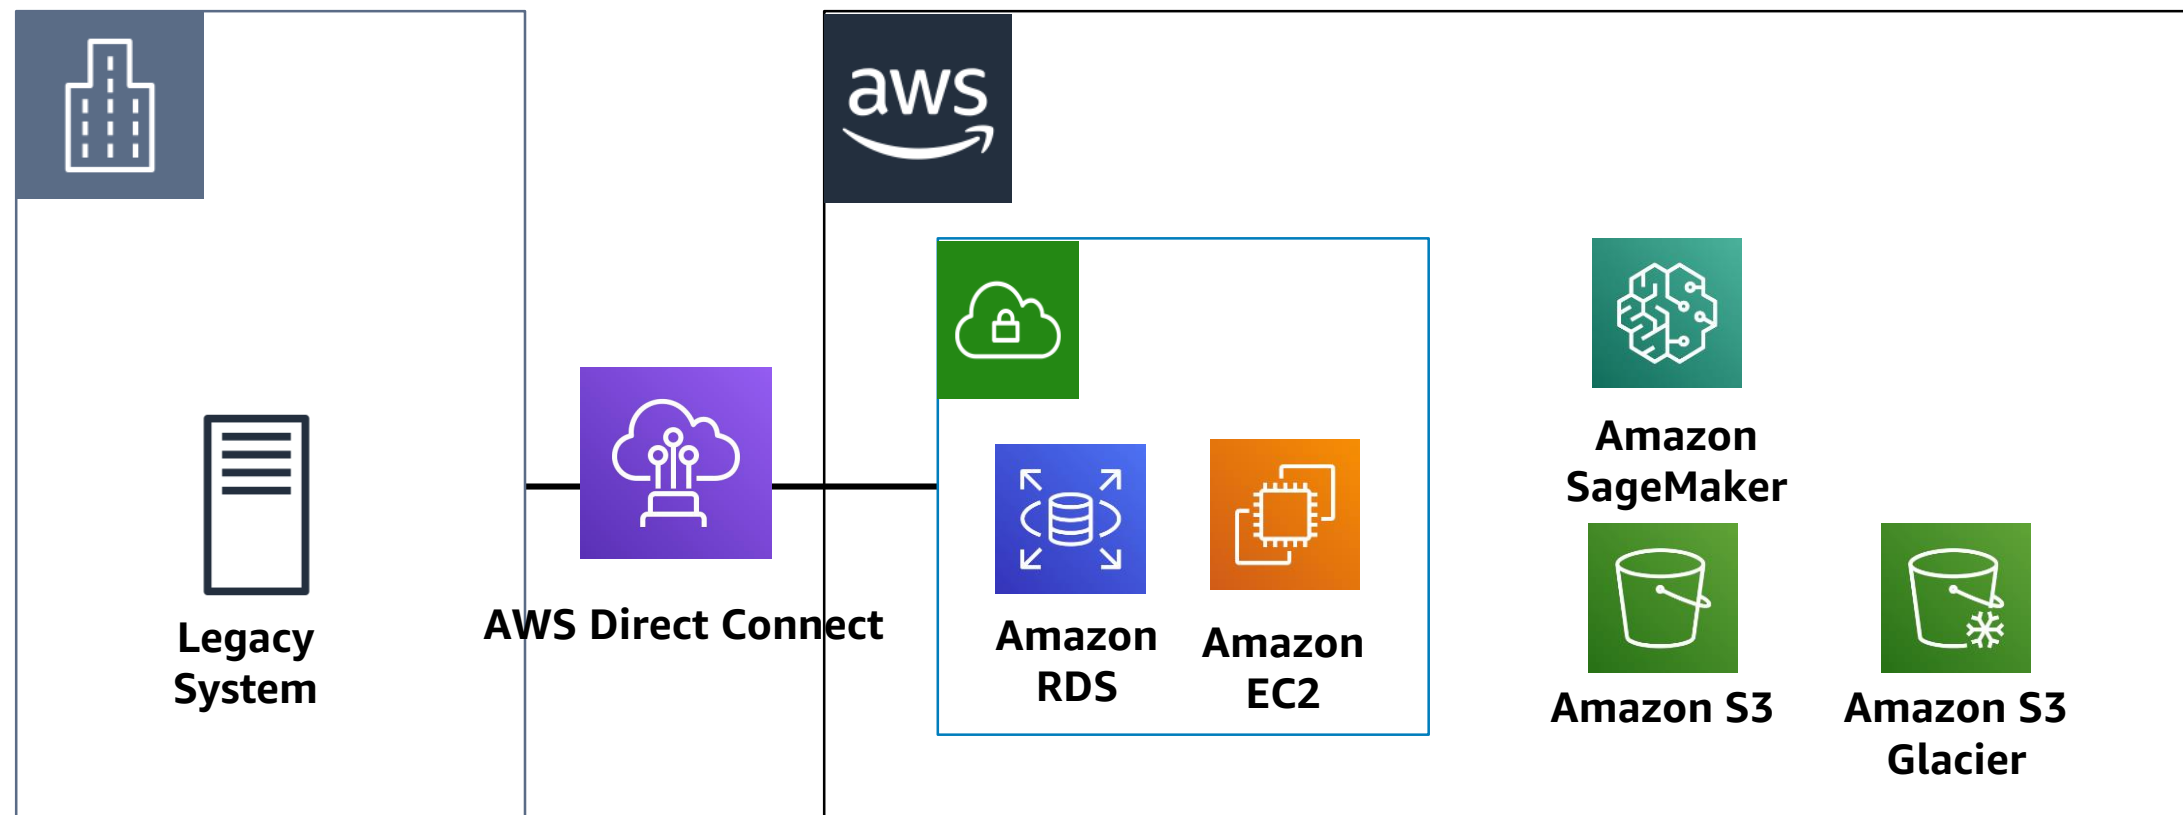 aws
Legacy
System
AWS Direct Connect
Amazon
RDS
Amazon
EC2
Amazon
SageMaker
Amazon S3
Amazon S3
Glacier